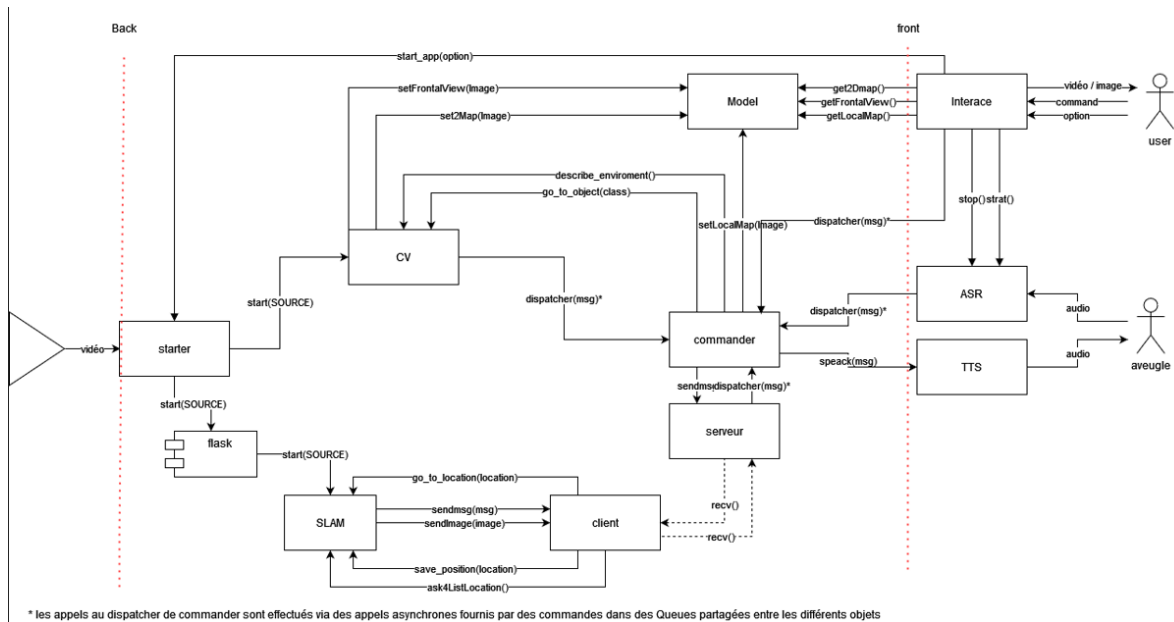 Back
front
start_app(option)
setFrontalView(Image)
set2Map(Image)
Model
get2Dmap()
getFrontalView()
getLocalMap()
Interace
vidéo / image
command
option
user
describe_enviroment()
go_to_object(class)
setLocalMap(Image)
dispatcher(msg)*
stop()
strat()
CV
start(SOURCE)
dispatcher(msg)*
commander
dispatcher(msg)*
ASR
audio
speack(msg)
TTS
audio
aveugle
vidéo
starter
start(SOURCE)
flask
start(SOURCE)
sendms
dispatcher(msg)*
serveur
go_to_location(location)
sendmsg(msg)
sendImage(image)
SLAM
client
recv()
recv()
save_position(location)
ask4ListLocation()
* les appels au dispatcher de commander sont effectués via des appels asynchrones fournis par des commandes dans des Queues partagées entre les différents objets